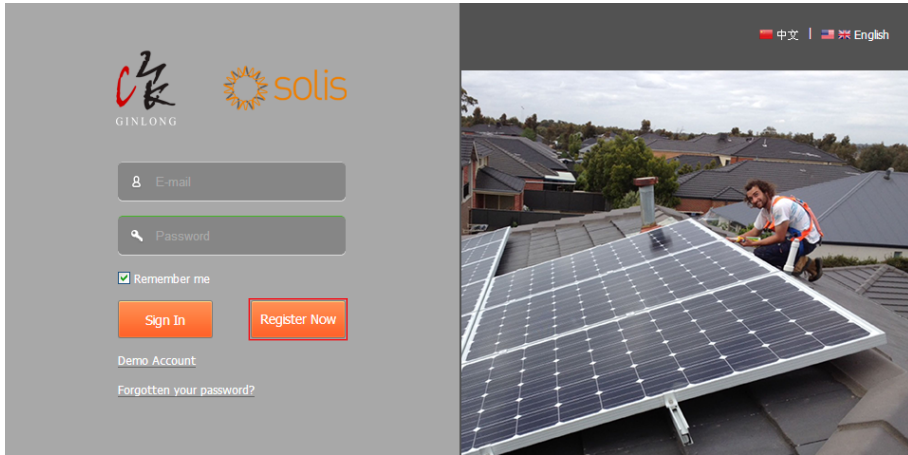 中文 | English
GINLONG
solis
E-mail
Password
Remember me
Sign In
Register Now
Demo Account
Forgotten your password?